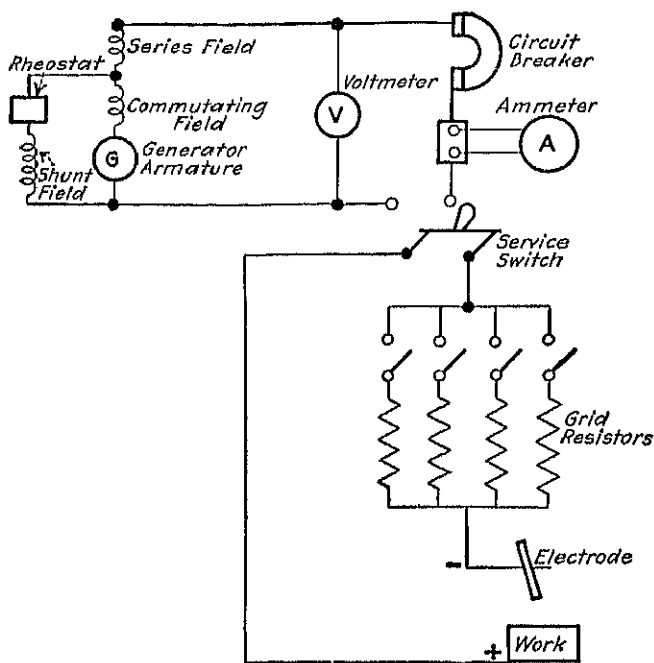 Series Field
Circuit
Breaker
Rheostat
Voltmeter
Ammeter
Commutating
Field
V
A
G
Generator
Armature
Shunt
Field
Service
Switch
Grid
Resistors
-
Electrode
+
Work